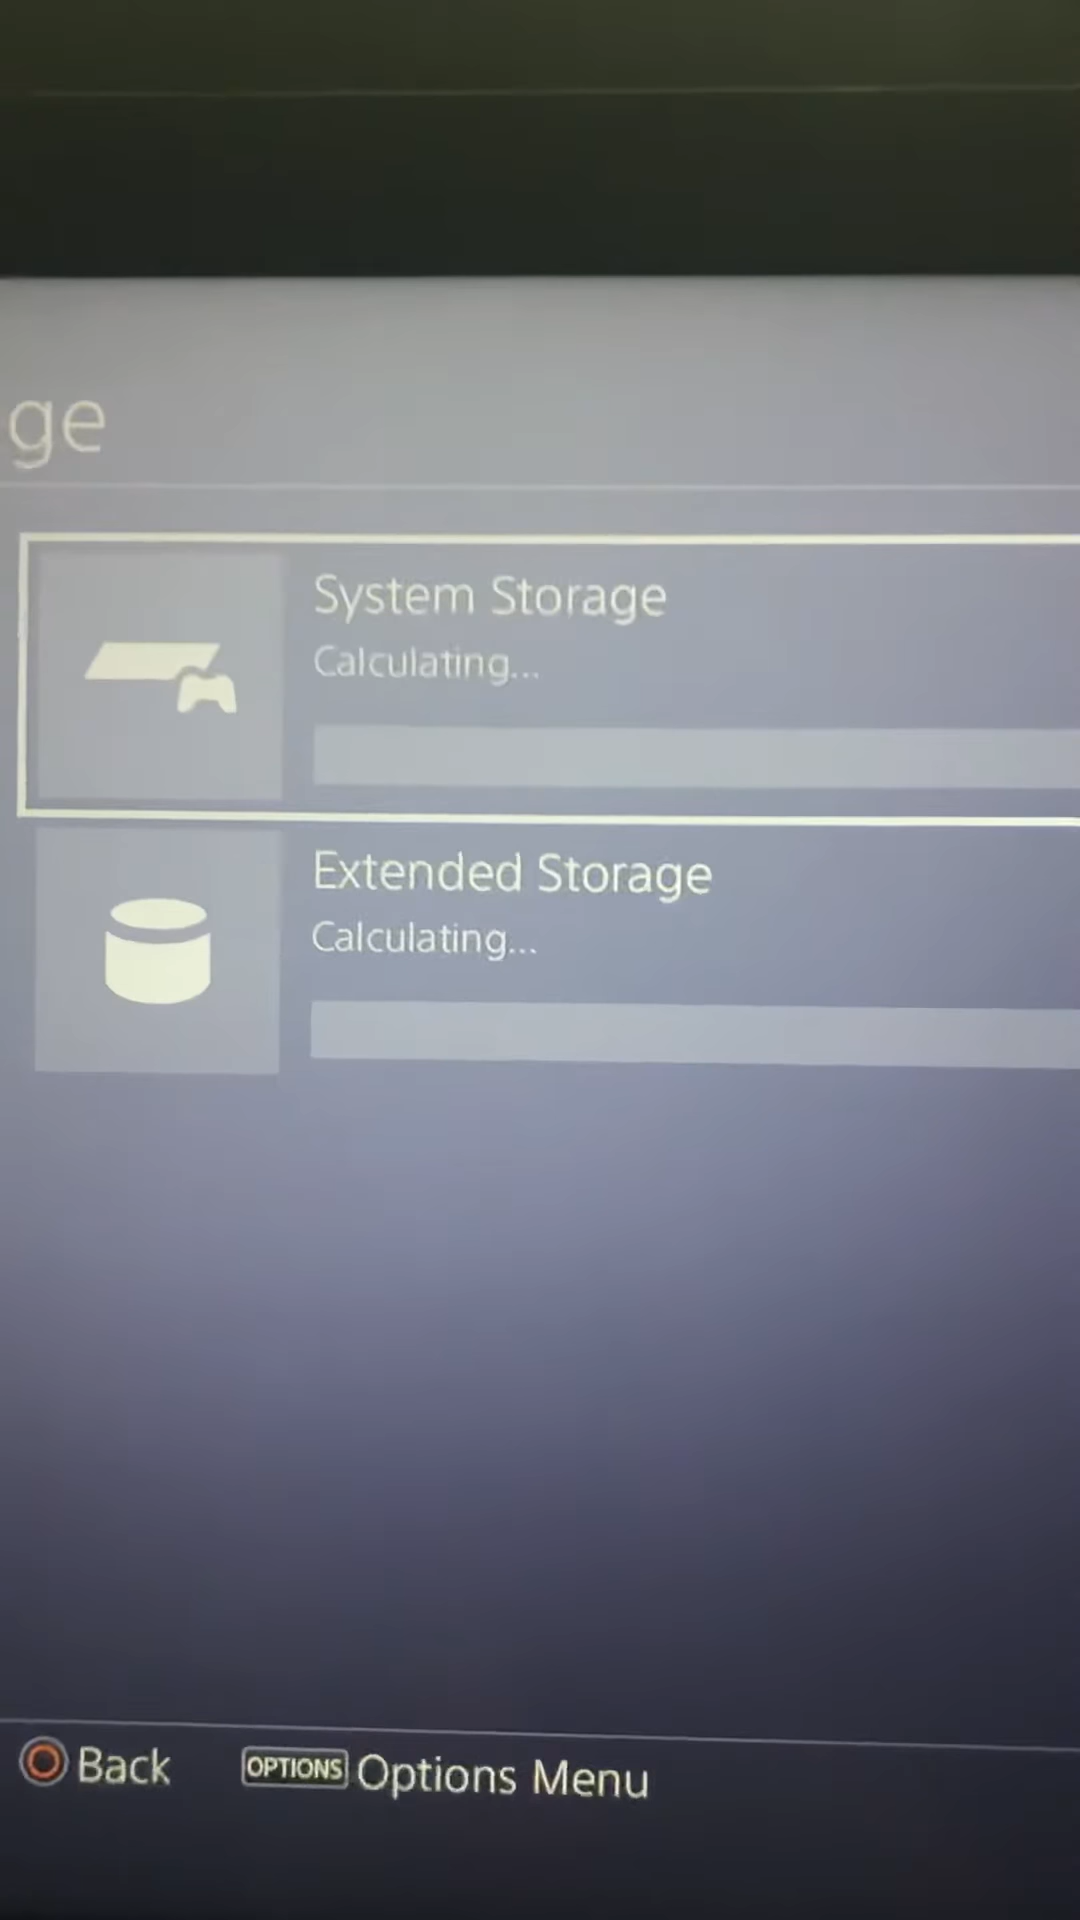 ge
System Storage
Calculating...
Extended Storage
Calculating...
Back OPTIONS Options Menu